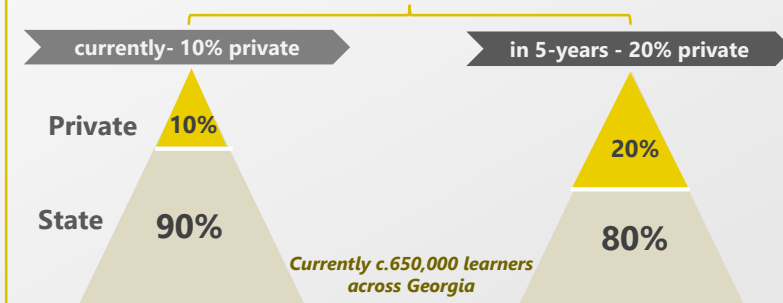 currently- 10% private
in 5-years - 20% private
Private
10%
20%
State
90%
80%
Currently c.650,000 learners
across Georgia